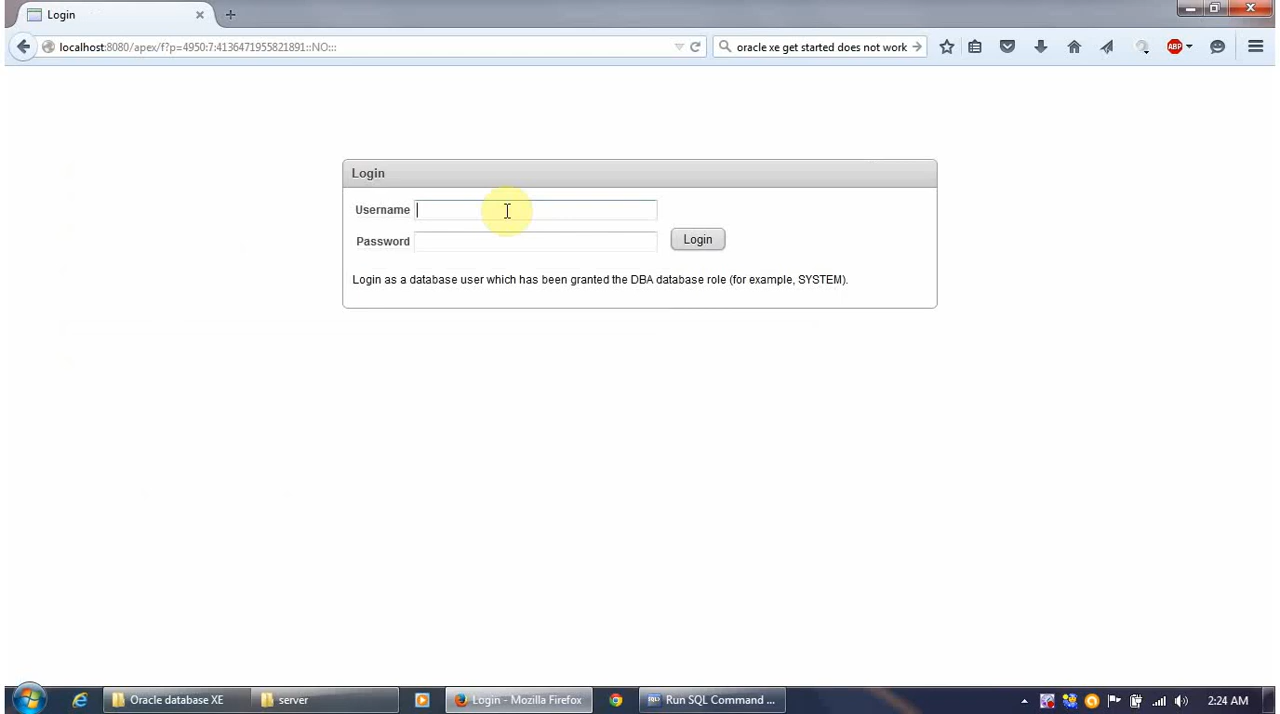 Login
localhost:8080/apex/f?p=4950:7:4136471955821891::NO:::
oracle xe get started does not work
ABP
Login
Username
Password
Login
Login as a database user which has been granted the DBA database role (for example, SYSTEM).
Oracle database XE
server
Login - Mozilla Firefox
Run SQL Command ...
2:24 AM